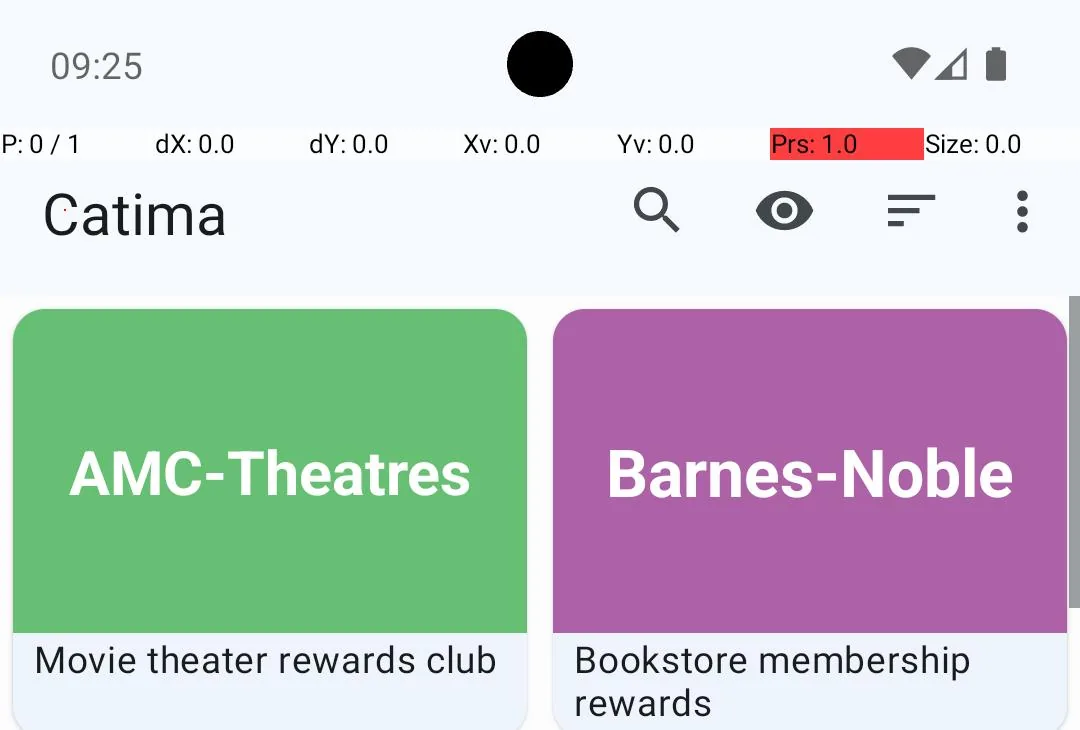 09:25
P: 0 / 1 dX: 0.0 dY: 0.0 Xv: 0.0 Yv: 0.0 Prs: 1.0 Size: 0.0
Catima
AMC-Theatres
Barnes-Noble
Movie theater rewards club
Bookstore membership
rewards